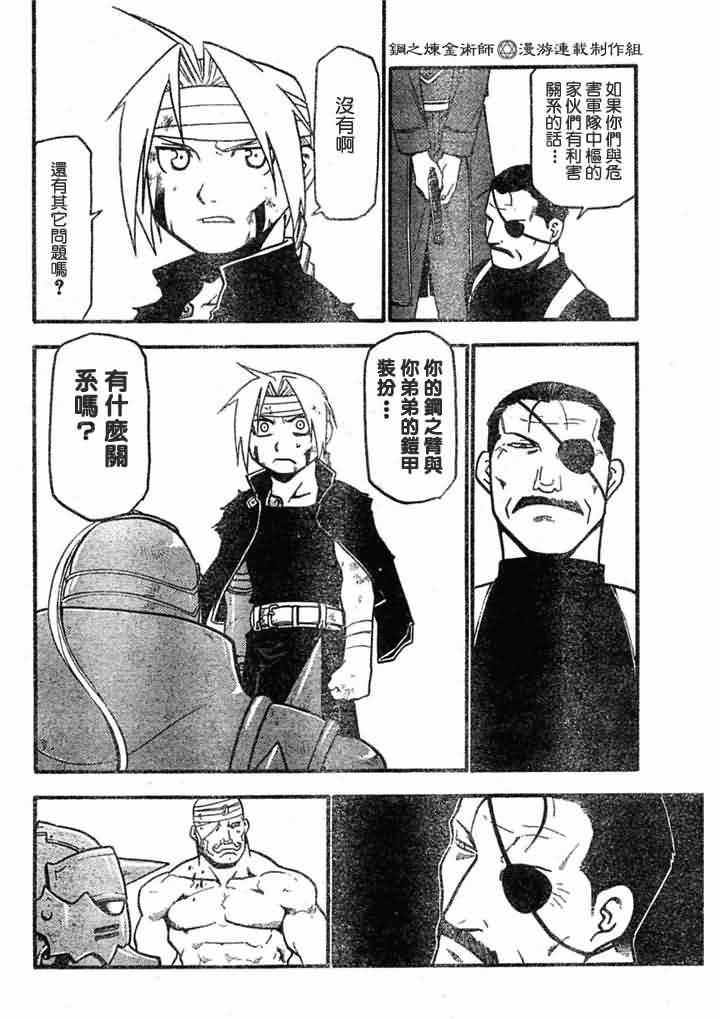 鋼之煉金術師 漫游連載制作組
如果你們與危
害軍隊中樞的
家伙們有利害
關系的話…
沒有啊
還有其它問題嗎？
你的鋼之臂與
你弟弟的鎧甲
裝扮…
有什麼關
系嗎？